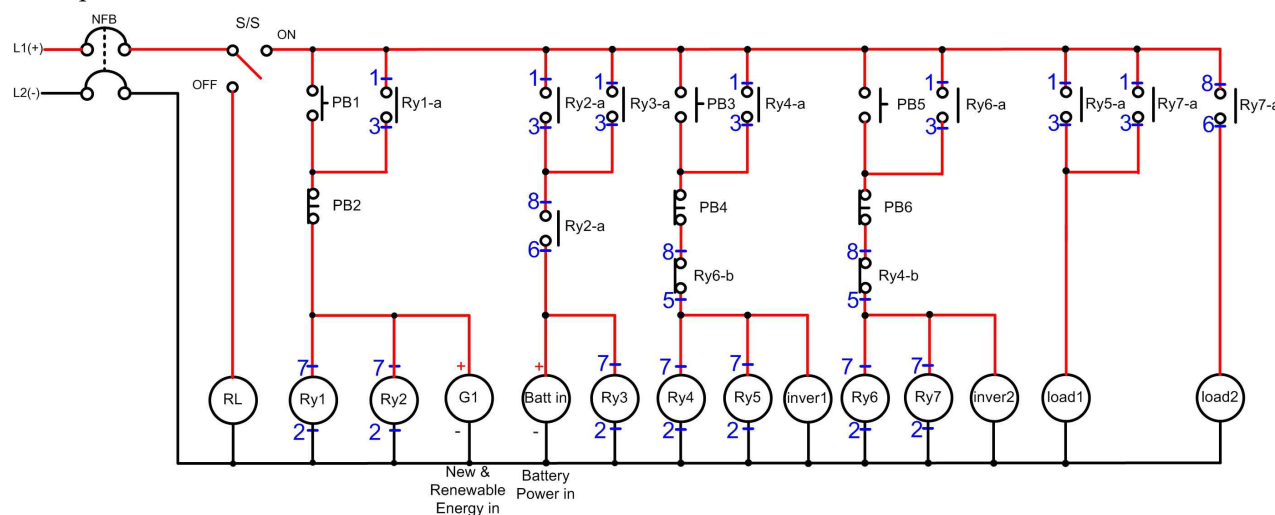 NFB
S/S
L1(+)
ON
OFF
L2(-)
1
3
PB1
Ry1-a
1
3
Ry2-a
1
3
Ry3-a
PB3
1
3
Ry4-a
PB5
1
3
Ry6-a
1
3
Ry5-a
1
3
Ry7-a
8
6
Ry7-a
PB2
8
6
Ry2-a
PB4
8
5
Ry6-b
PB6
8
5
Ry4-b
RL
7
Ry1
2
7
Ry2
2
+
G1
-
+
Batt in
-
7
Ry3
2
7
Ry4
2
7
Ry5
2
inver1
7
Ry6
2
7
Ry7
2
inver2
load1
load2
New &
Renewable
Energy in
Battery
Power in